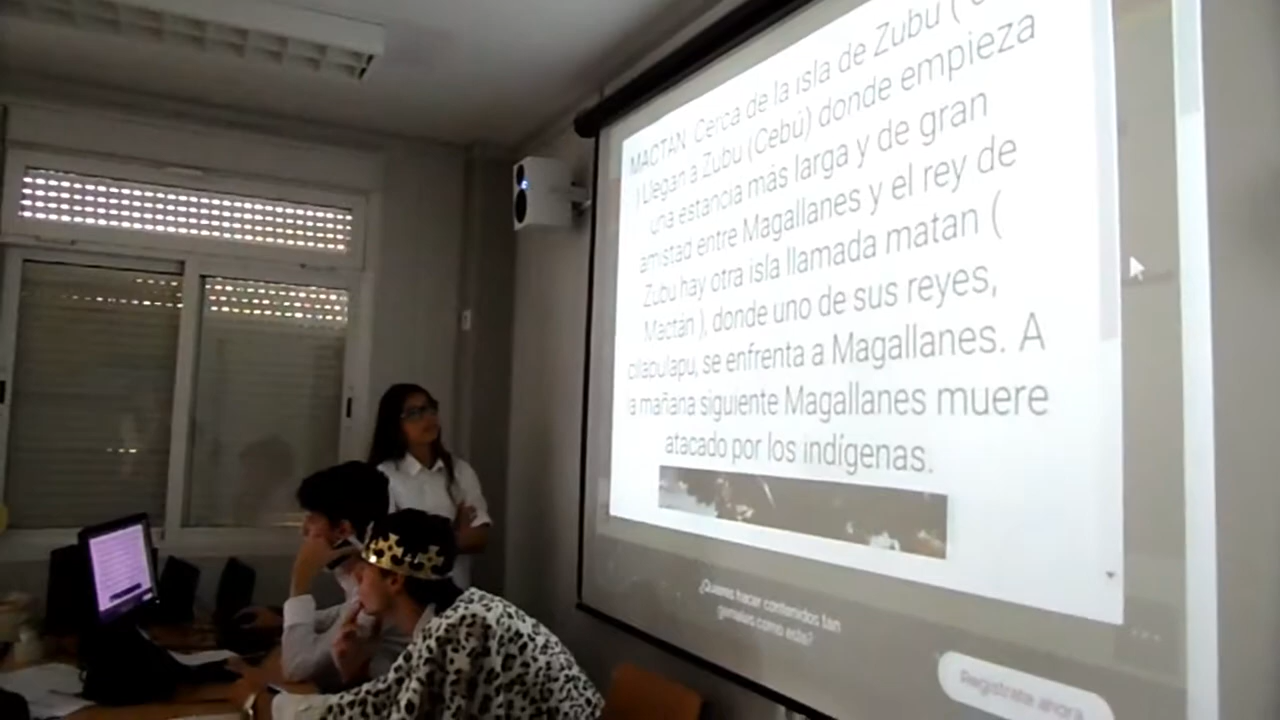 MACTAN Cerca de la isla de Zubu (
) Llegan a Zubu (Cebú) donde empieza
una estancia más larga y de gran
amistad entre Magallanes y el rey de
Zubu hay otra isla llamada matan (
Mactán ), donde uno de sus reyes,
cilapulapu, se enfrenta a Magallanes. A
a mañana siguiente Magallanes muere
atacado por los indígenas.
¿Quieres hacer contenidos tan
geniales como este?
Regístrate ahora